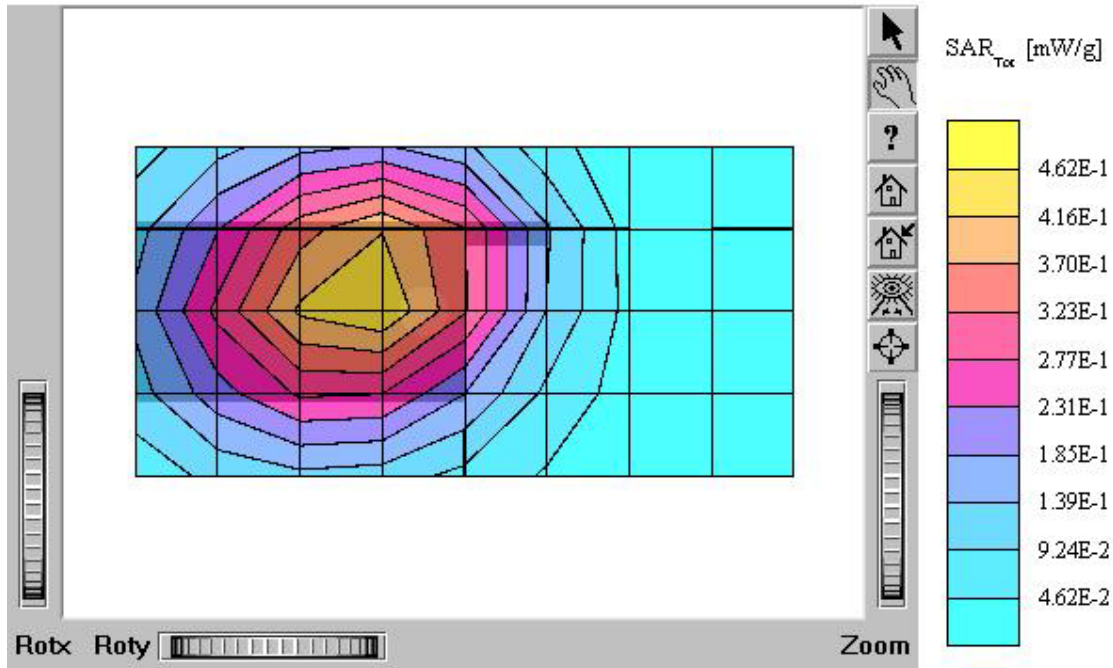 SAR_Tot [mW/g]
?
4.62E-1
4.16E-1
3.70E-1
3.23E-1
2.77E-1
2.31E-1
1.85E-1
1.39E-1
9.24E-2
4.62E-2
Rotx Roty Zoom